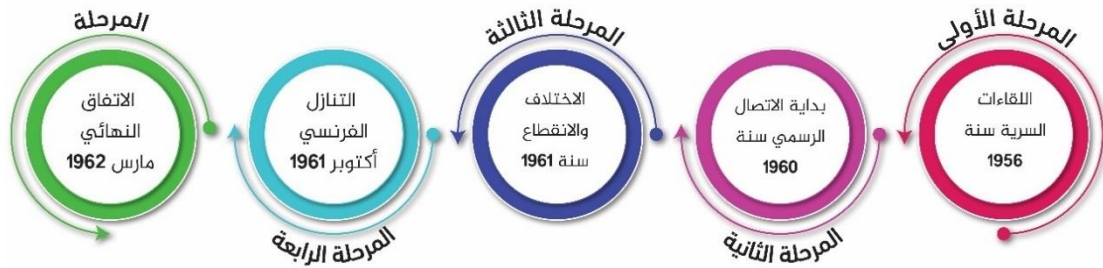 المرحلة الأولى
اللقاءات
السرية سنة
1956
بداية الاتصال
الرسمي سنة
1960
المرحلة الثانية
المرحلة الثالثة
الاختلاف
والانقطاع
سنة 1961
التنازل
الفرنسي
أكتوبر 1961
المرحلة الرابعة
المرحلة
الاتفاق
النهائي
مارس 1962